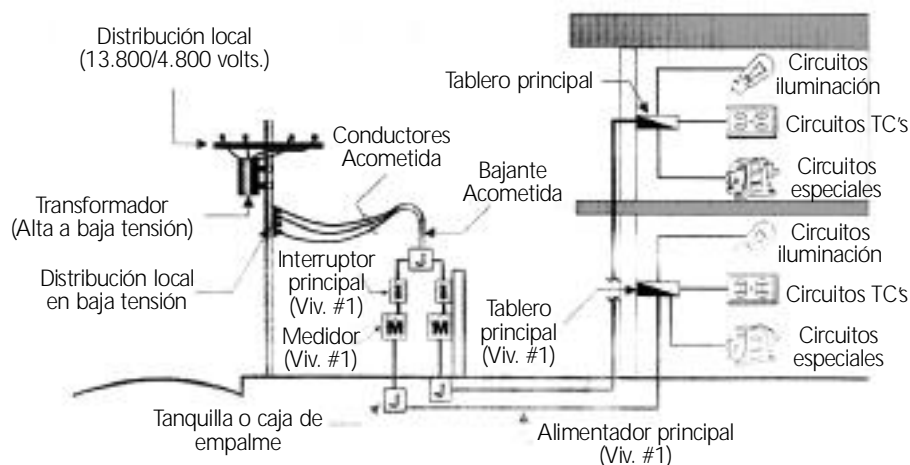 Distribución local
(13.800/4.800 volts.)
Conductores
Acometida
Bajante
Acometida
Transformador
(Alta a baja tensión)
Distribución local
en baja tensión
Interruptor
principal
(Viv. #1)
Medidor
(Viv. #1)
J
I
I
M
M
J
J
Tanquilla o caja de
empalme
Tablero principal
Circuitos
iluminación
Circuitos TC's
Circuitos
especiales
Tablero
principal
(Viv. #1)
Circuitos
iluminación
Circuitos TC's
Circuitos
especiales
Alimentador principal
(Viv. #1)